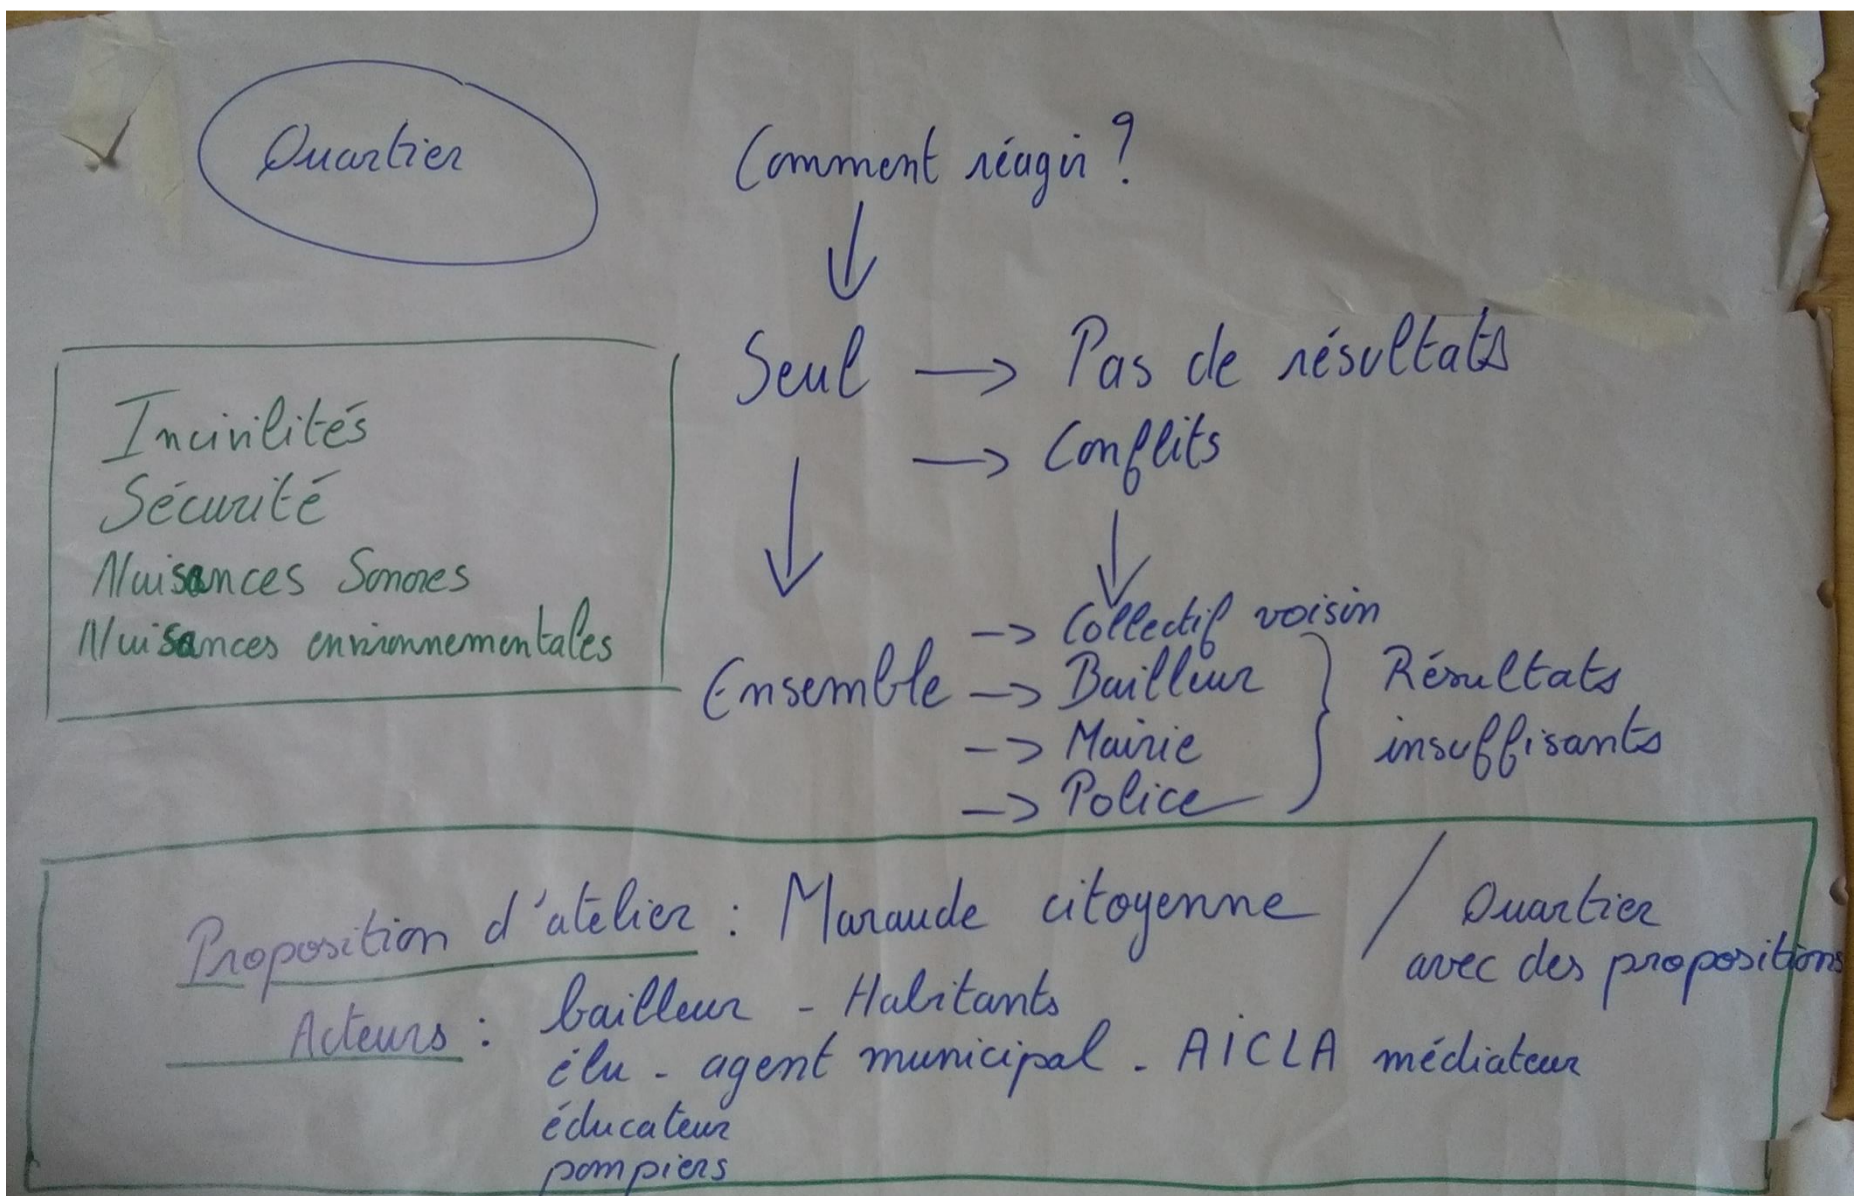 Quartier
Comment réagir ?
Incivilités
Sécurité
Nuisances Sonores
Nuisances environnementales
Seul → Pas de résultats
→ Conflits
Ensemble
→ Collectif voisin
→ Bailleur
→ Mairie
→ Police
Résultats
insuffisants
Proposition d'atelier : Maraude citoyenne / Quartier
avec des propositions
Acteurs : bailleur - Habitants
élu - agent municipal - AICLA médiateur
éducateur
pompiers